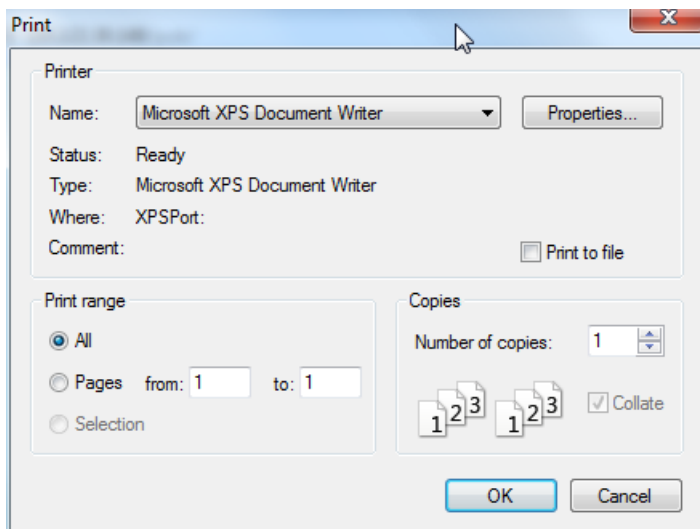 Print
Printer
Name: Microsoft XPS Document Writer Properties...
Status: Ready
Type: Microsoft XPS Document Writer
Where: XPSPort:
Comment: Print to file
Print range
All
Pages from: 1 to: 1
Selection
Copies
Number of copies: 1
1 2 3 1 2 3 Collate
OK Cancel